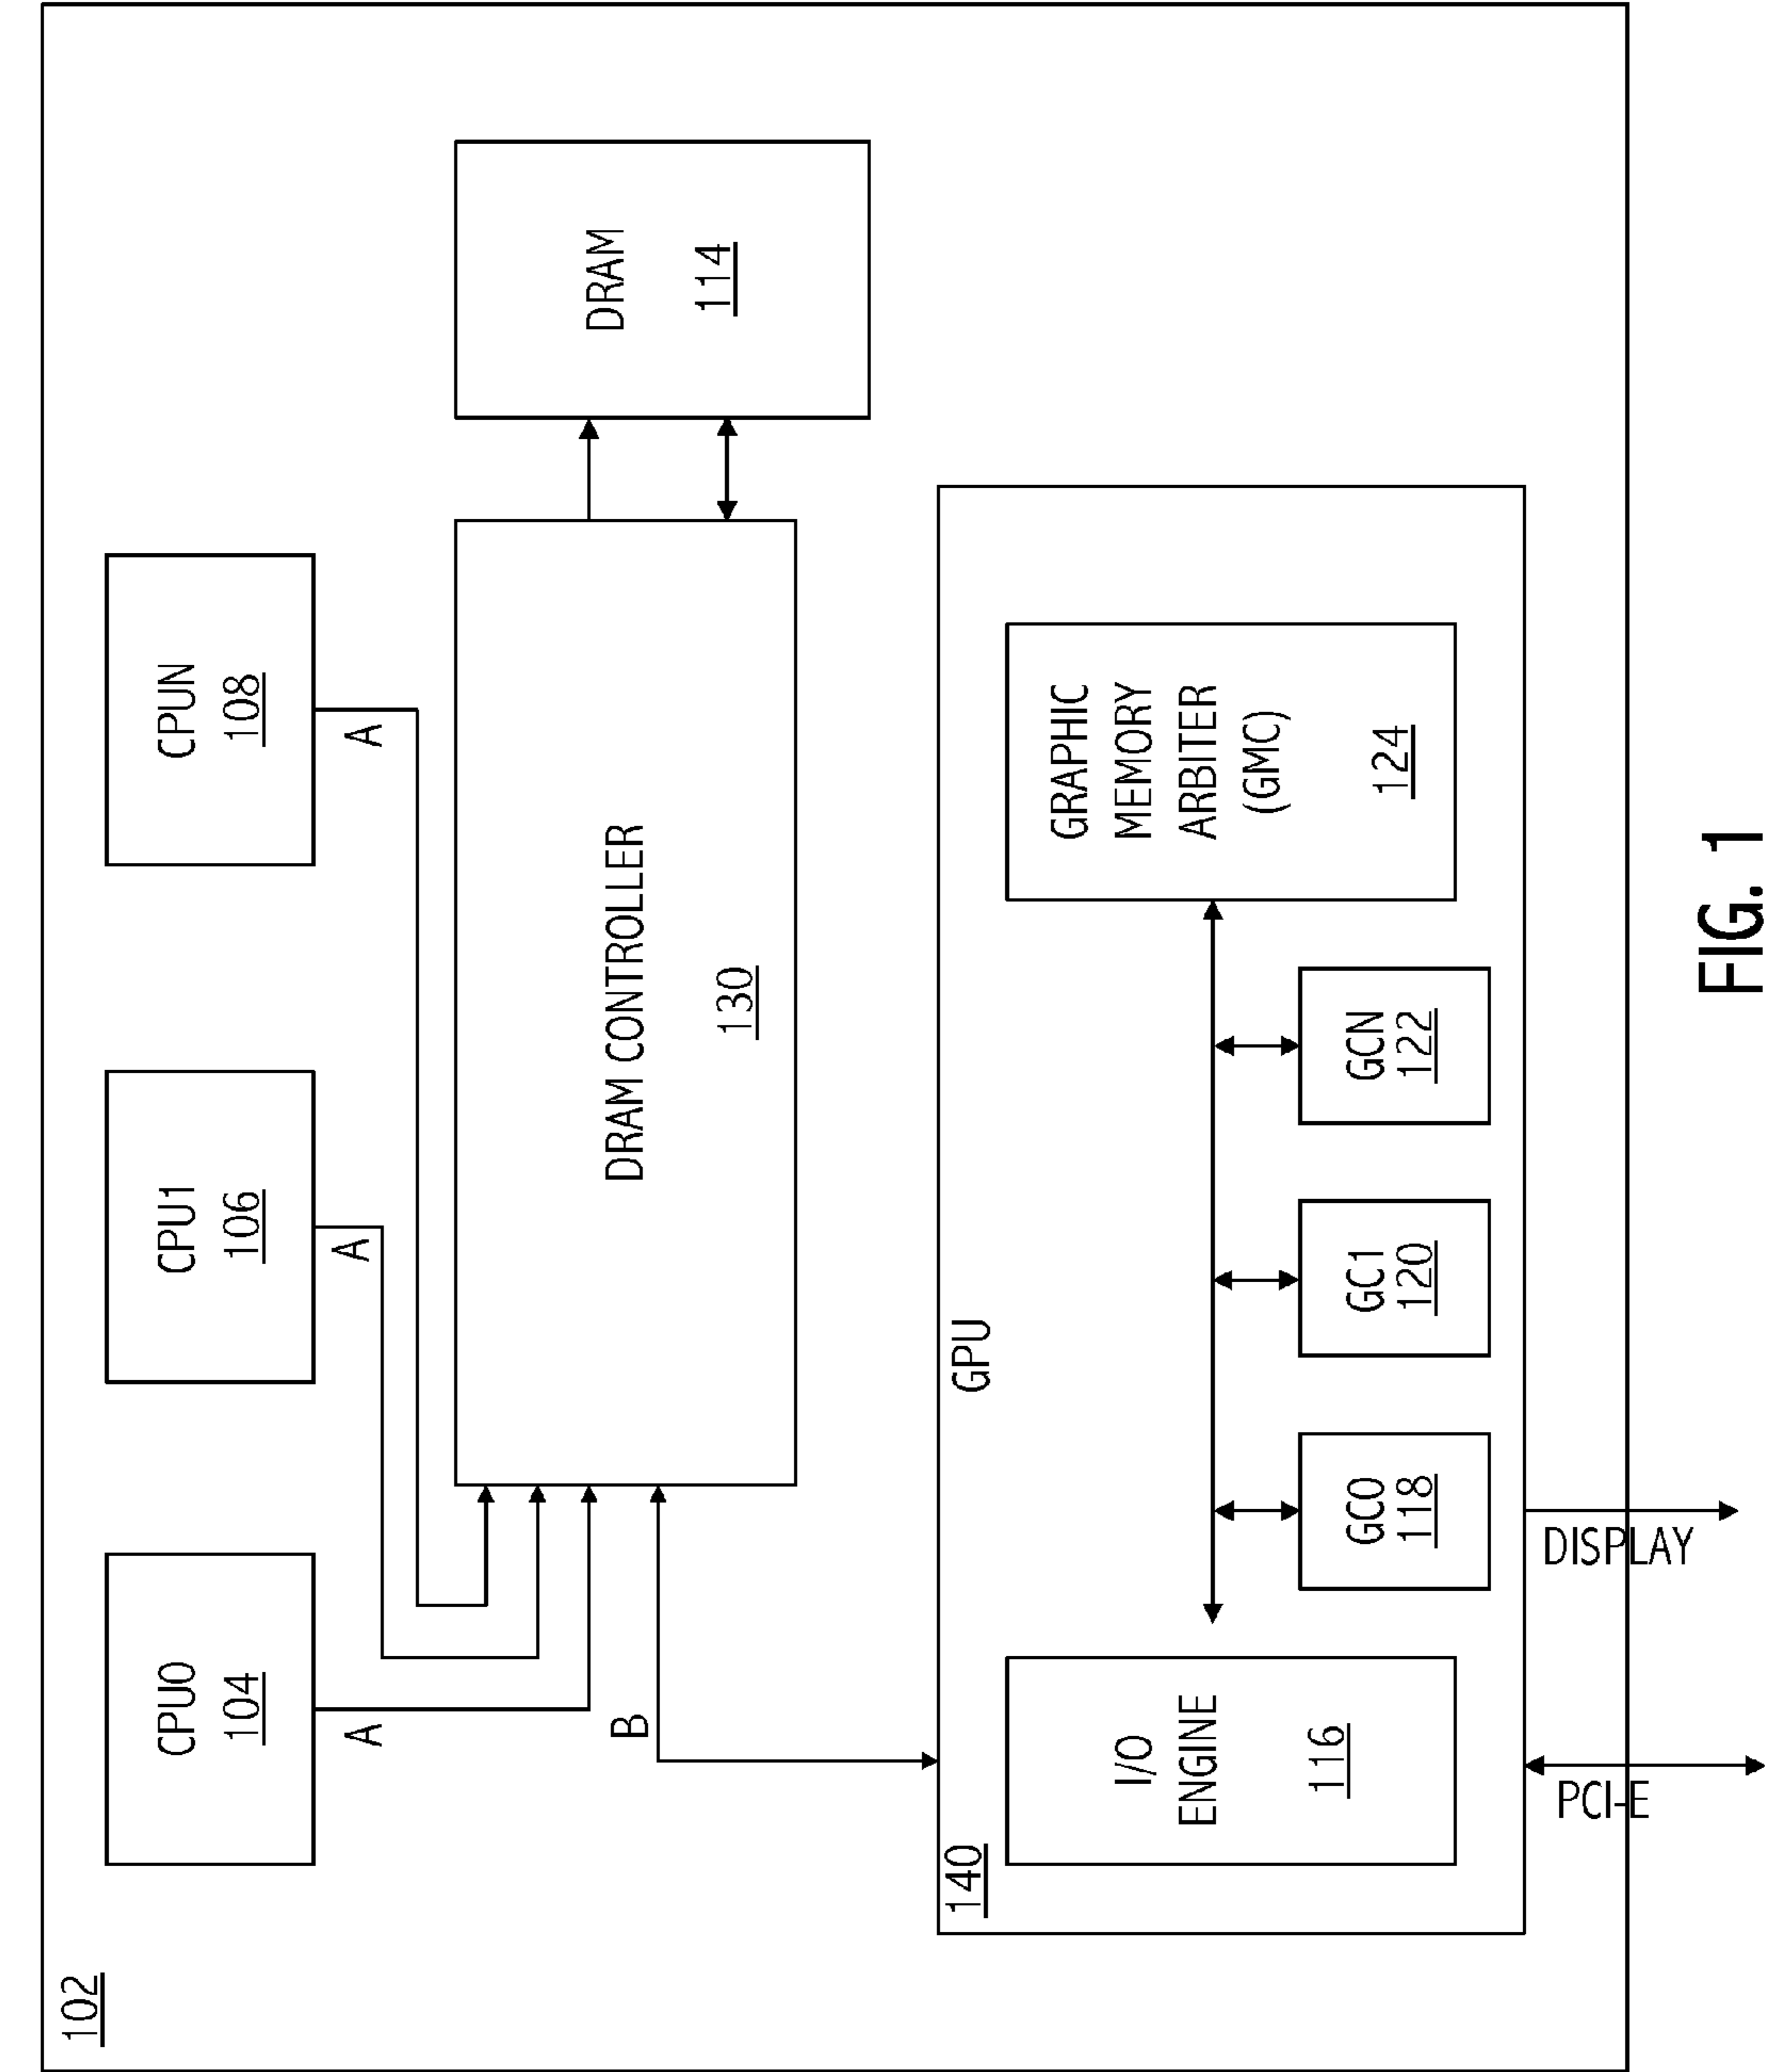 102
CPU0
104
CPU1
106
CPUN
108
A
A
A
B
DRAM CONTROLLER
130
DRAM
114
140
GPU
I/O
ENGINE
116
GC0
118
GC1
120
GCN
122
GRAPHIC
MEMORY
ARBITER
(GMC)
124
PCI-E
DISPLAY
FIG. 1